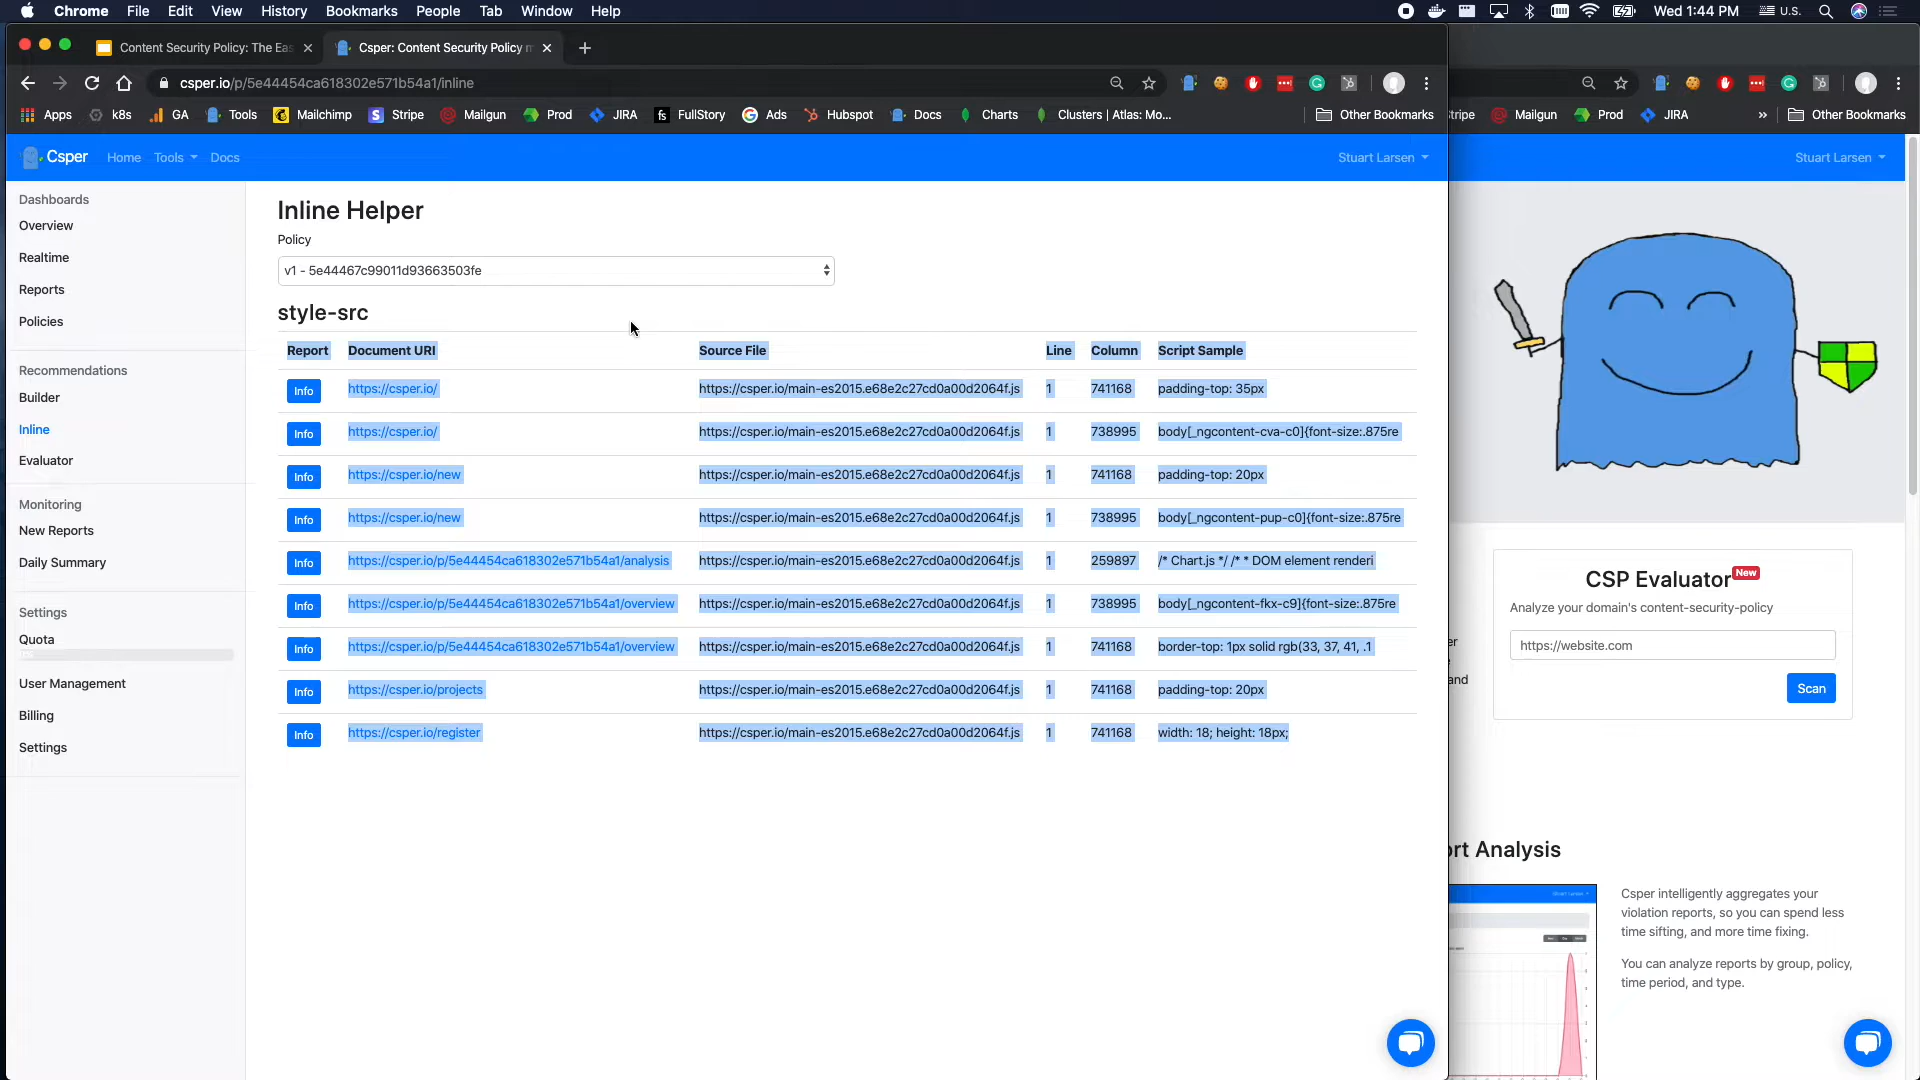 Chrome File Edit View History Bookmarks People Tab Window Help Wed 1:44 PM U.S.
Content Security Policy: The Eas Csper: Content Security Policy m
csper.io/p/5e44454ca618302e571b54a1/inline
Apps k8s GA Tools Mailchimp Stripe Mailgun Prod JIRA FullStory Ads Hubspot Docs Charts Clusters | Atlas: Mo... Other Bookmarks
tripe Mailgun Prod JIRA » Other Bookmarks
Csper Home Tools Docs Stuart Larsen
Stuart Larsen
Dashboards
Overview
Realtime
Reports
Policies
Recommendations
Builder
Inline
Evaluator
Monitoring
New Reports
Daily Summary
Settings
Quota
User Management
Billing
Settings
Inline Helper
Policy
v1 - 5e44467c99011d93663503fe
style-src
Report Document URI Source File Line Column Script Sample
Info https://csper.io/ https://csper.io/main-es2015.e68e2c27cd0a00d2064f.js 1 741168 padding-top: 35px
Info https://csper.io/ https://csper.io/main-es2015.e68e2c27cd0a00d2064f.js 1 738995 body[_ngcontent-cva-c0]{font-size:.875re
Info https://csper.io/new https://csper.io/main-es2015.e68e2c27cd0a00d2064f.js 1 741168 padding-top: 20px
Info https://csper.io/new https://csper.io/main-es2015.e68e2c27cd0a00d2064f.js 1 738995 body[_ngcontent-pup-c0]{font-size:.875re
Info https://csper.io/p/5e44454ca618302e571b54a1/analysis https://csper.io/main-es2015.e68e2c27cd0a00d2064f.js 1 259897 /* Chart.js */ /* * DOM element renderi
Info https://csper.io/p/5e44454ca618302e571b54a1/overview https://csper.io/main-es2015.e68e2c27cd0a00d2064f.js 1 738995 body[_ngcontent-fkx-c9]{font-size:.875re
Info https://csper.io/p/5e44454ca618302e571b54a1/overview https://csper.io/main-es2015.e68e2c27cd0a00d2064f.js 1 741168 border-top: 1px solid rgb(33, 37, 41, .1
Info https://csper.io/projects https://csper.io/main-es2015.e68e2c27cd0a00d2064f.js 1 741168 padding-top: 20px
Info https://csper.io/register https://csper.io/main-es2015.e68e2c27cd0a00d2064f.js 1 741168 width: 18; height: 18px;
CSP Evaluator New
Analyze your domain's content-security-policy
https://website.com
Scan
er
and
ort Analysis
Csper intelligently aggregates your
violation reports, so you can spend less
time sifting, and more time fixing.
You can analyze reports by group, policy,
time period, and type.